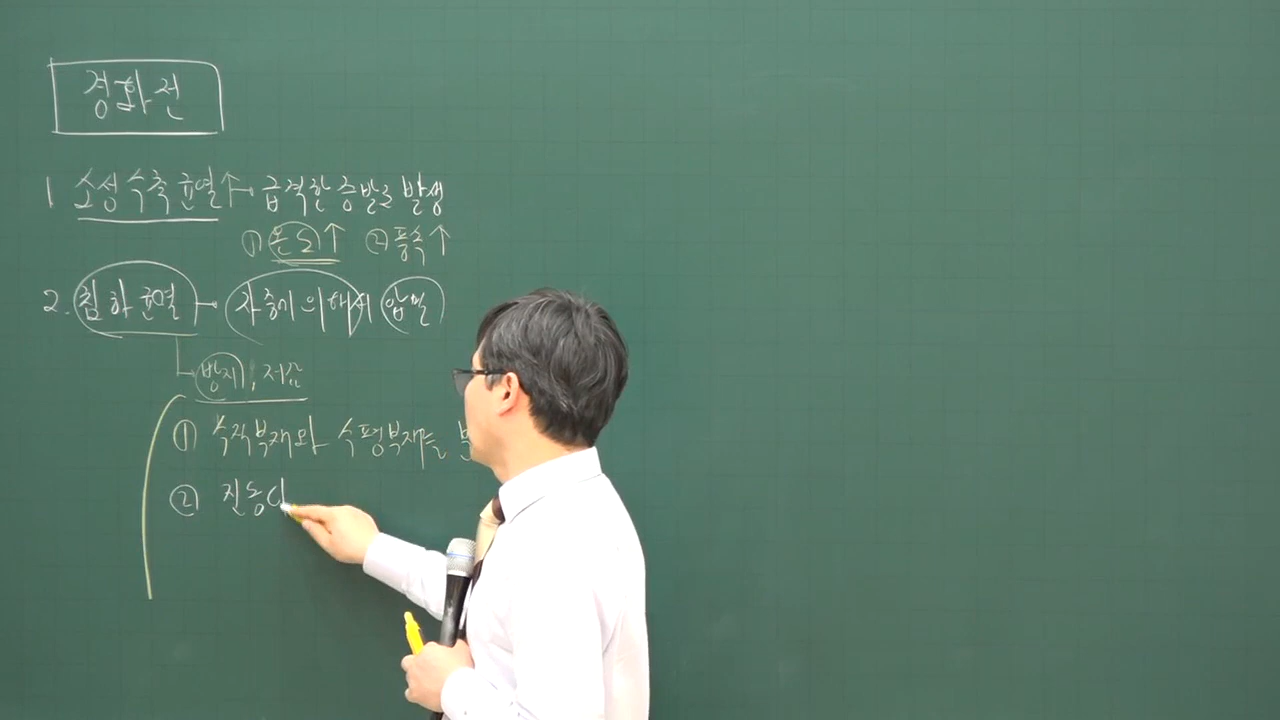 경화전
1 소성수축균열↑→ 급격한 증발로 발생
① 온도↑ ② 풍속↑
2. 침하균열 → 자중에 의해서 압밀
방지, 저감
① 수직부재와 수평부재를
② 진동